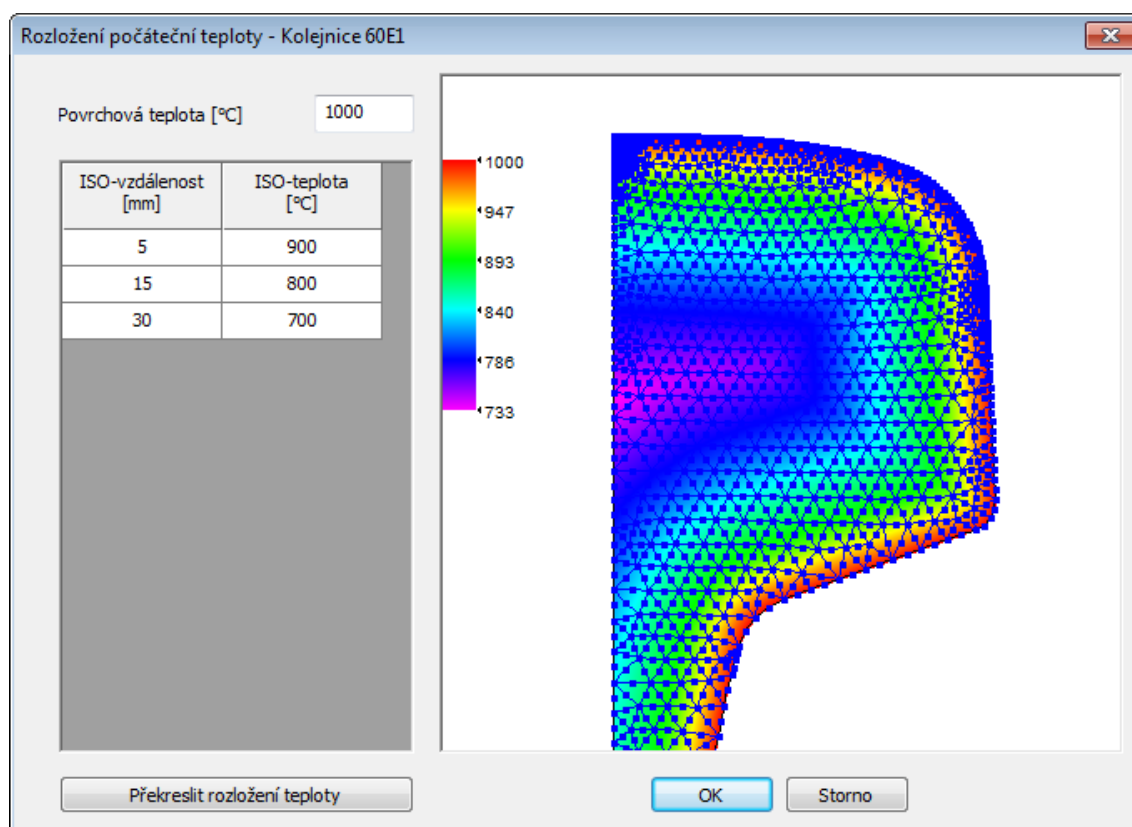 Rozložení počáteční teploty - Kolejnice 60E1
Povrchová teplota [°C]
1000
ISO-vzdálenost [mm]
ISO-teplota [°C]
5
900
15
800
30
700
1000
947
893
840
786
733
Překreslit rozložení teploty
OK
Storno